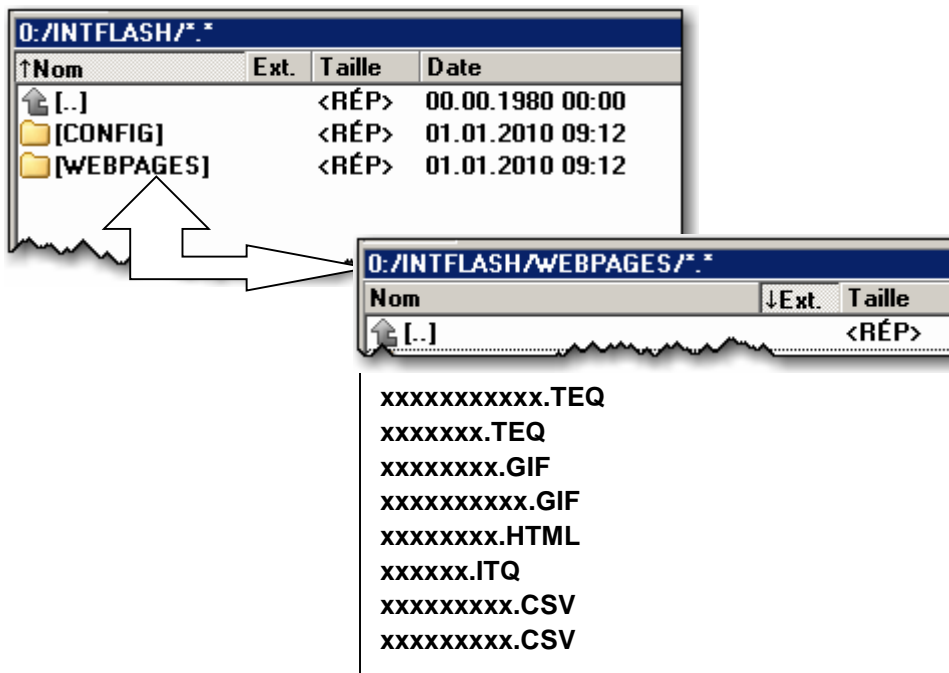 0:/INTFLASH/*.*
↑Nom Ext. Taille Date
[..] <RÉP> 00.00.1980 00:00
[CONFIG] <RÉP> 01.01.2010 09:12
[WEBPAGES] <RÉP> 01.01.2010 09:12
0:/INTFLASH/WEBPAGES/*.*
Nom ↓Ext. Taille
[..] <RÉP>
xxxxxxxxxxx.TEQ
xxxxxxx.TEQ
xxxxxxxx.GIF
xxxxxxxxxx.GIF
xxxxxxxx.HTML
xxxxxx.ITQ
xxxxxxxxx.CSV
xxxxxxxxx.CSV